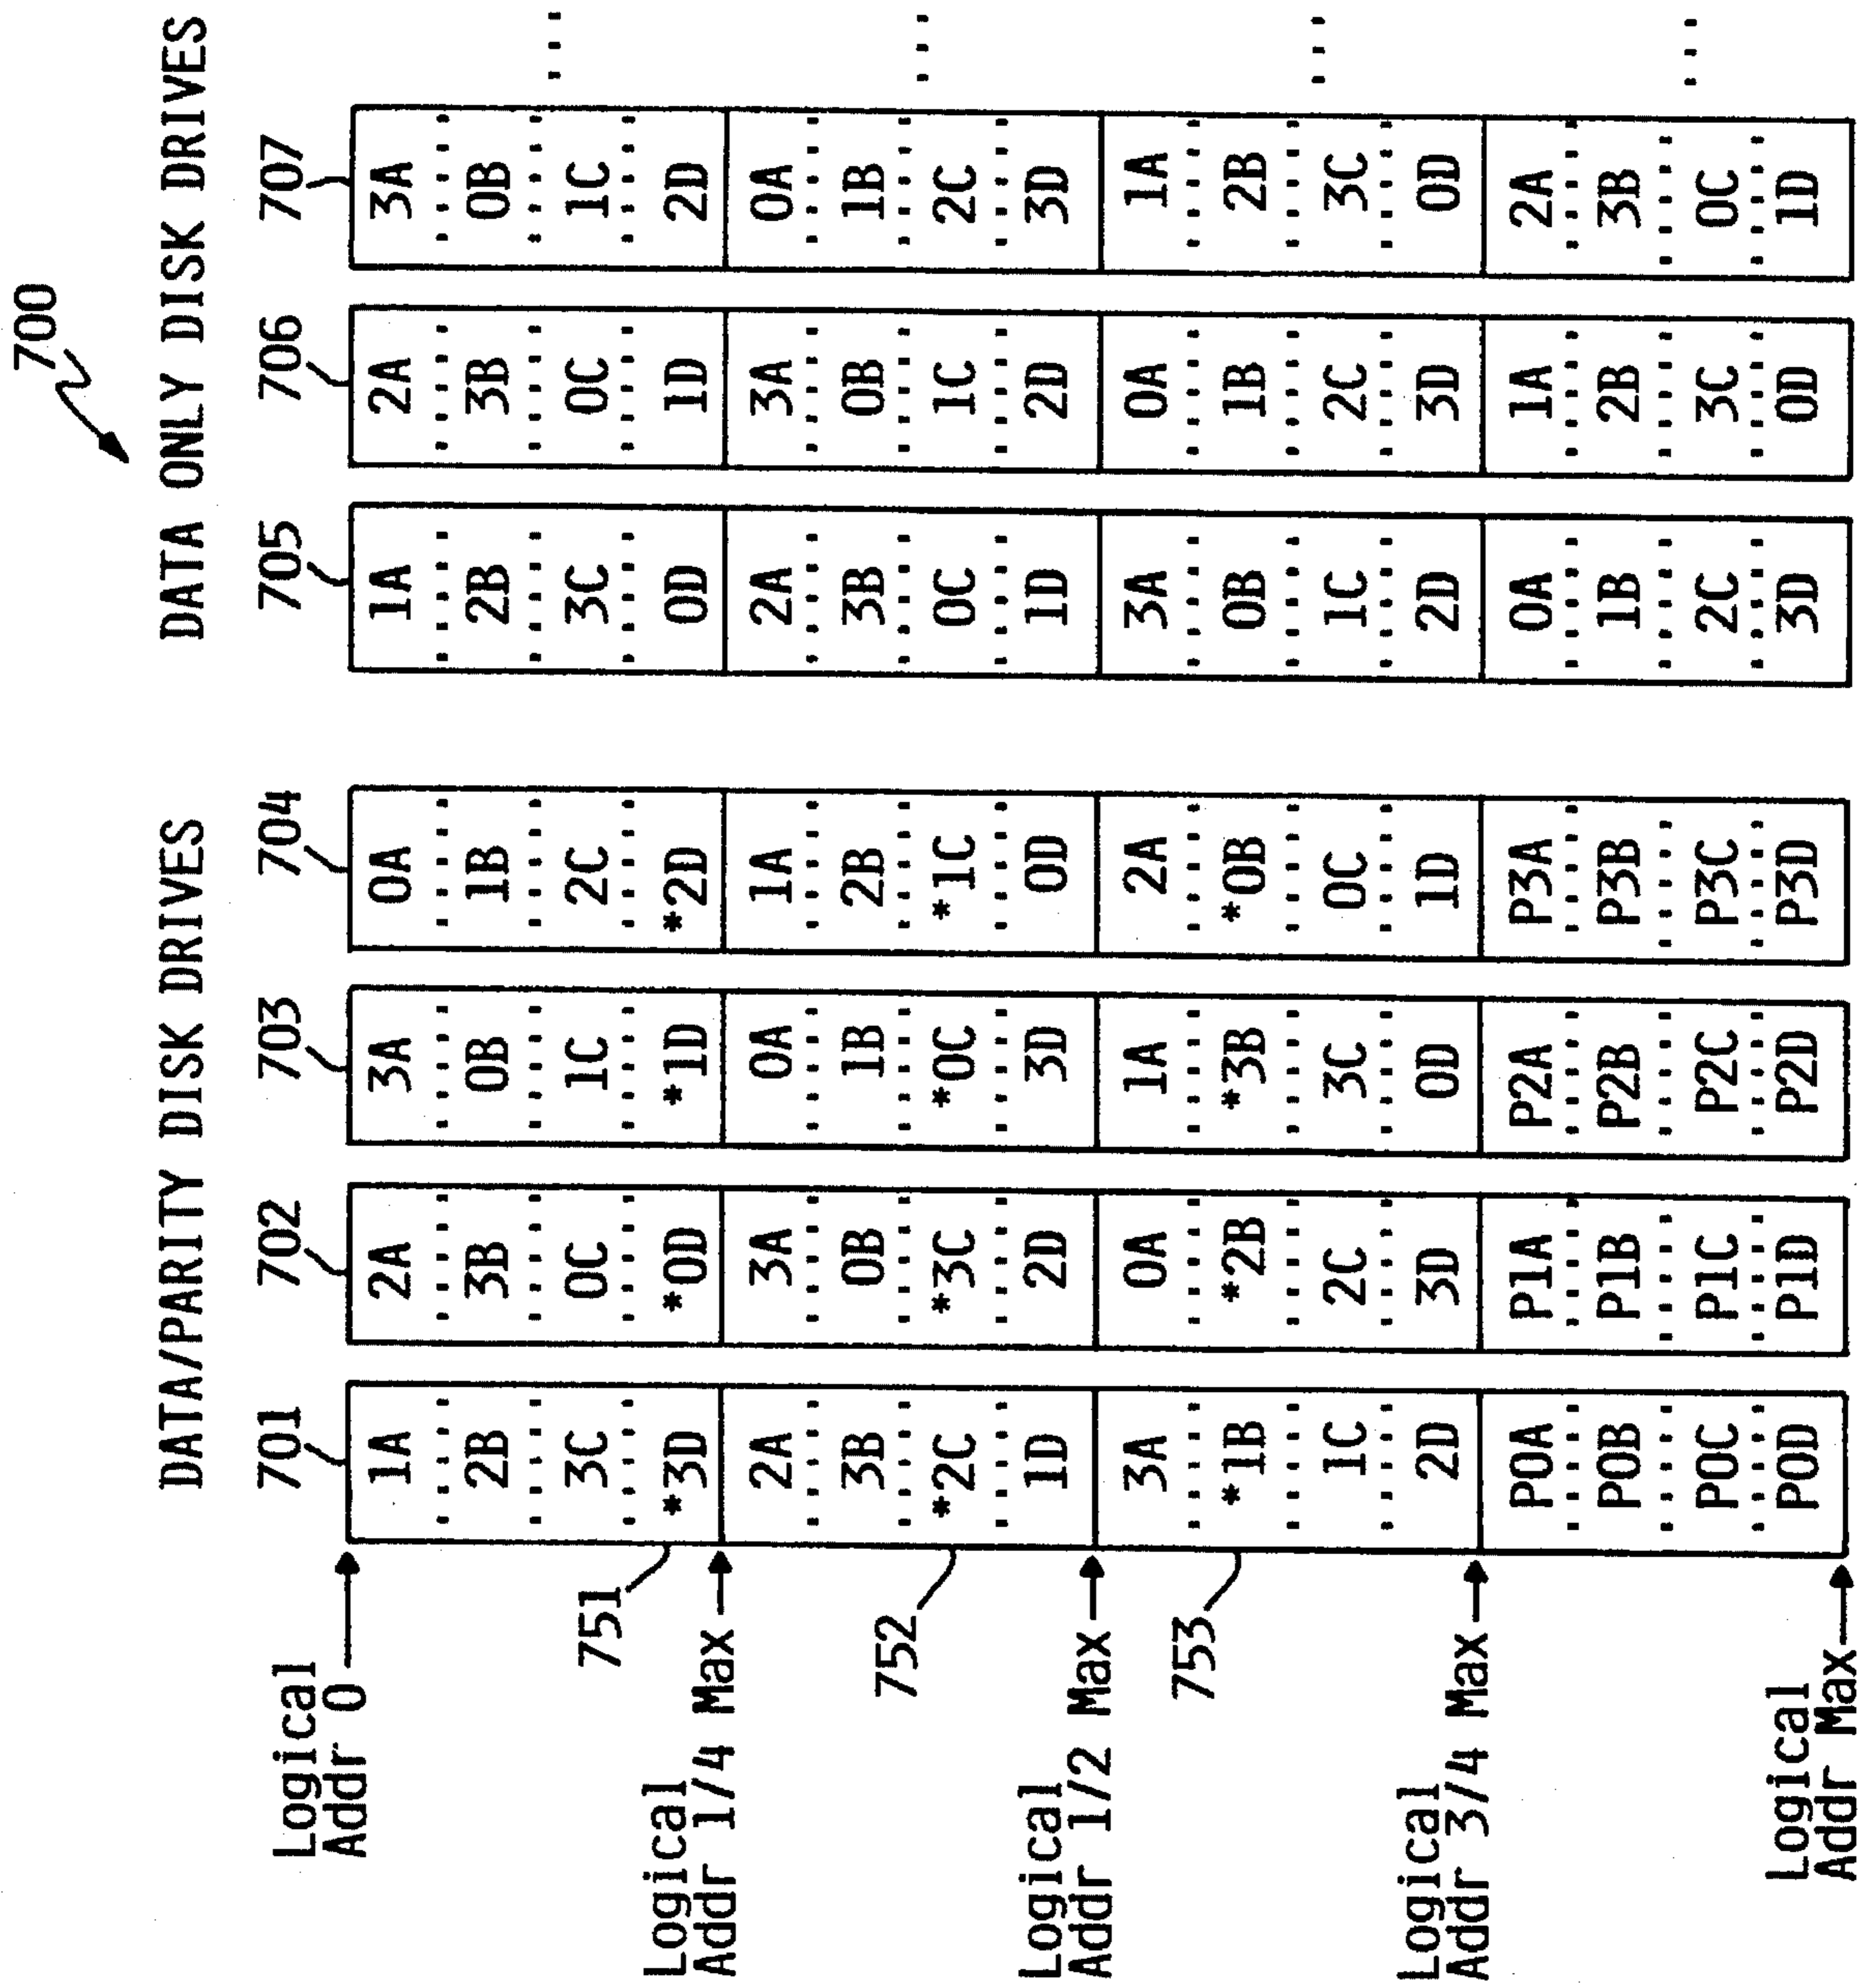 700
DATA/PARITY DISK DRIVES DATA ONLY DISK DRIVES
701 702 703 704 705 706 707
Logical
Addr 0
1A 2A 3A 0A 1A 2A 3A
2B 3B 0B 1B 2B 3B 0B
3C 0C 1C 2C 3C 0C 1C
751
*3D *0D *1D *2D 0D 1D 2D
Logical
Addr 1/4 Max
2A 3A 0A 1A 2A 3A 0A
3B 0B 1B 2B 3B 0B 1B
752
*2C *3C *0C *1C 0C 1C 2C
1D 2D 3D 0D 1D 2D 3D
Logical
Addr 1/2 Max
3A 0A 1A 2A 3A 0A 1A
753
*1B *2B *3B *0B 0B 1B 2B
1C 2C 3C 0C 1C 2C 3C
2D 3D 0D 1D 2D 3D 0D
Logical
Addr 3/4 Max
P0A P1A P2A P3A 0A 1A 2A
P0B P1B P2B P3B 1B 2B 3B
P0C P1C P2C P3C 2C 3C 0C
P0D P1D P2D P3D 3D 0D 1D
Logical
Addr Max